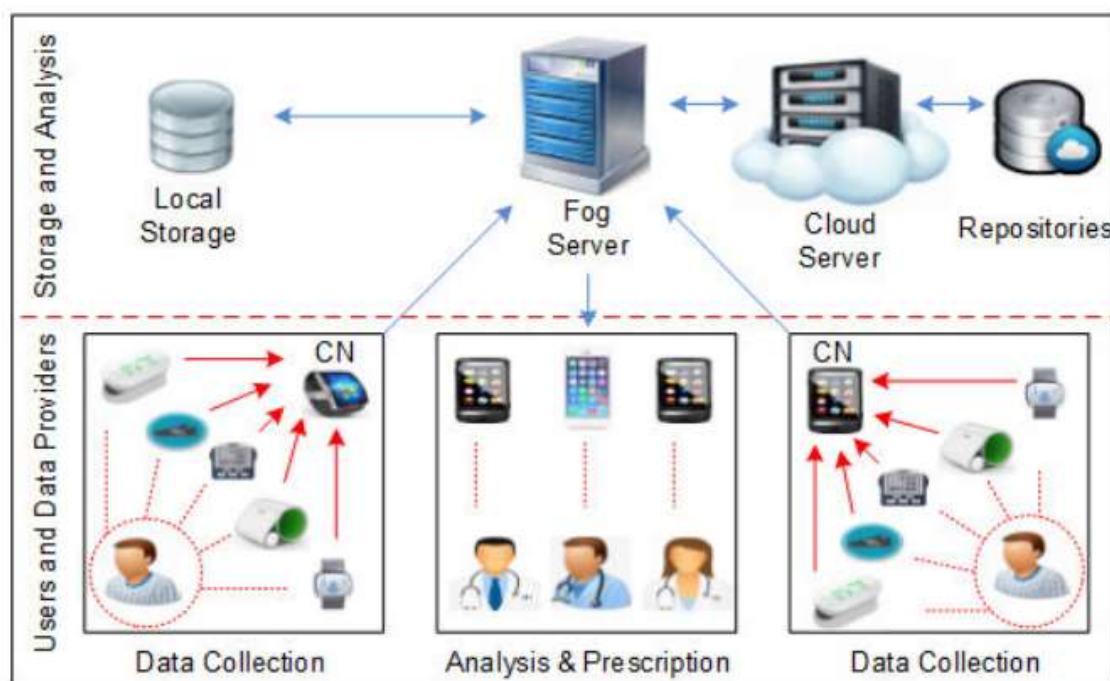 Storage and Analysis
Local
Storage
Fog
Server
Cloud
Server
Repositories
Users and Data Providers
CN
CN
Data Collection
Analysis & Prescription
Data Collection